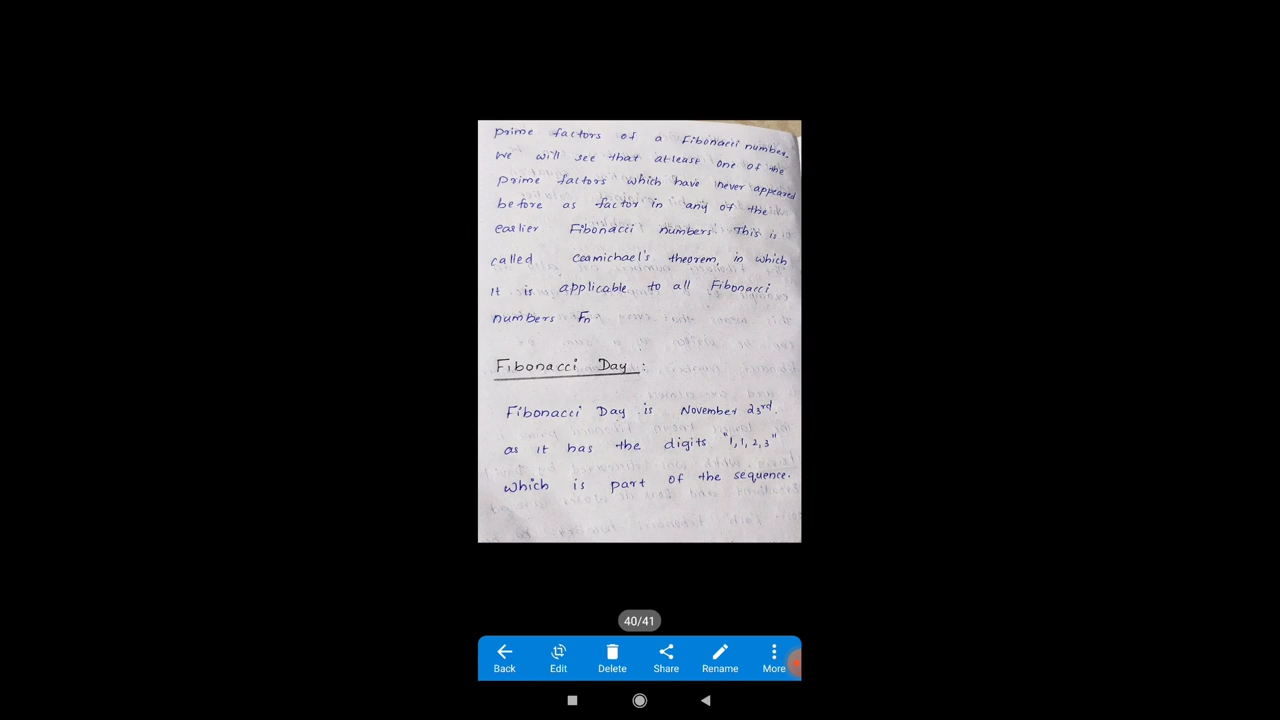 prime factors of a Fibonacci number.
We will see that atleast one of the
prime factors which have never appeared
before as factor in any of the
earlier Fibonacci numbers. This is
called Coamichael's theorem, in which
It is applicable to all Fibonacci
numbers Fn.
Fibonacci Day :
Fibonacci Day is November 23rd.
as it has the digits "1,1,2,3"
which is part of the sequence.
40/41
Back Edit Delete Share Rename More